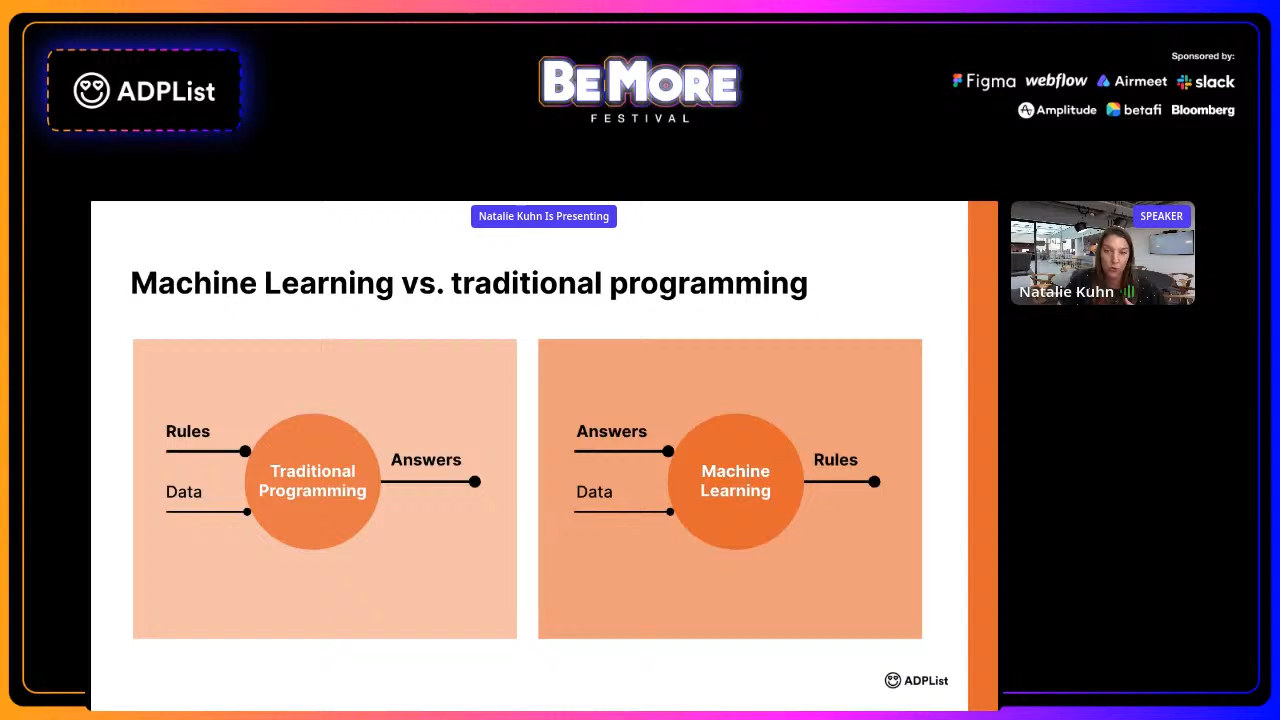 ADPList
BE MORE
FESTIVAL
Sponsored by:
Figma webflow Airmeet slack
Amplitude betafi Bloomberg
Natalie Kuhn Is Presenting
SPEAKER
Natalie Kuhn
Machine Learning vs. traditional programming
Rules
Data
Traditional
Programming
Answers
Answers
Data
Machine
Learning
Rules
ADPList